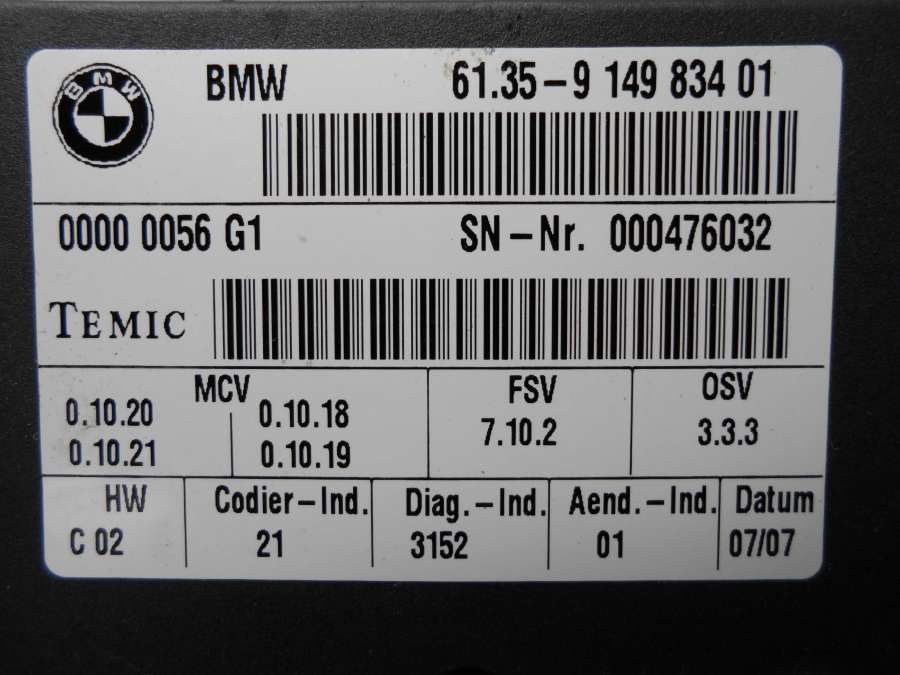 BMW
BMW 61.35-9 149 834 01
0000 0056 G1 SN-Nr. 000476032
TEMIC
MCV FSV OSV
0.10.20 0.10.18 7.10.2 3.3.3
0.10.21 0.10.19
HW Codier-Ind. Diag.-Ind. Aend.-Ind. Datum
C 02 21 3152 01 07/07